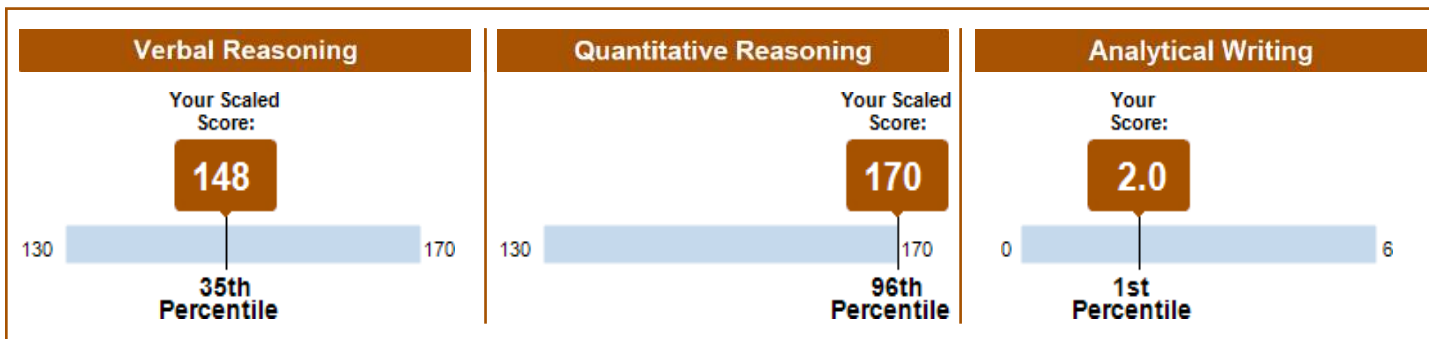 Verbal Reasoning
Your Scaled
Score:
148
130
170
35th
Percentile
Quantitative Reasoning
Your Scaled
Score:
170
130
170
96th
Percentile
Analytical Writing
Your
Score:
2.0
0
6
1st
Percentile